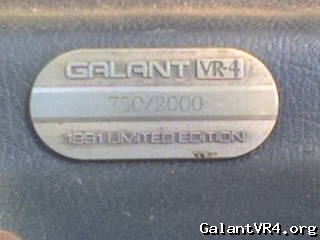 GALANT VR-4
750/2000
1991 LIMITED EDITION
GalantVR4.org